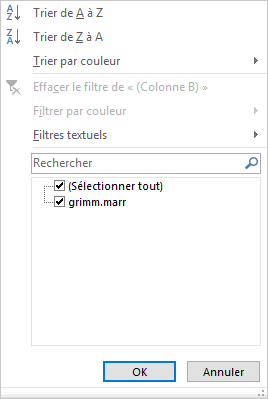 Trier de A à Z
Trier de Z à A
Trier par couleur
Effacer le filtre de « (Colonne B) »
Filtrer par couleur
Filtres textuels
Rechercher
(Sélectionner tout)
grimm.marr
OK Annuler